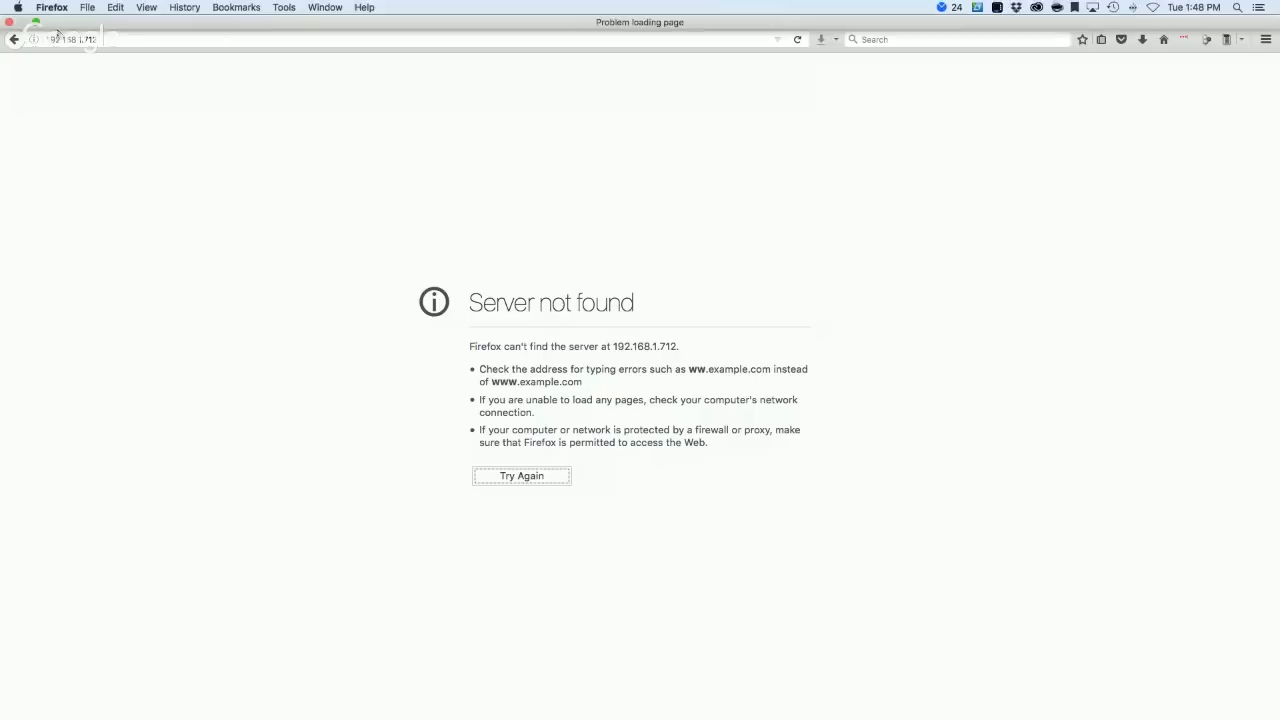 Firefox File Edit View History Bookmarks Tools Window Help 24 Tue 1:48 PM
Problem loading page
192.168.1.712 Search
Server not found
Firefox can't find the server at 192.168.1.712.
• Check the address for typing errors such as ww.example.com instead
of www.example.com
• If you are unable to load any pages, check your computer's network
connection.
• If your computer or network is protected by a firewall or proxy, make
sure that Firefox is permitted to access the Web.
Try Again